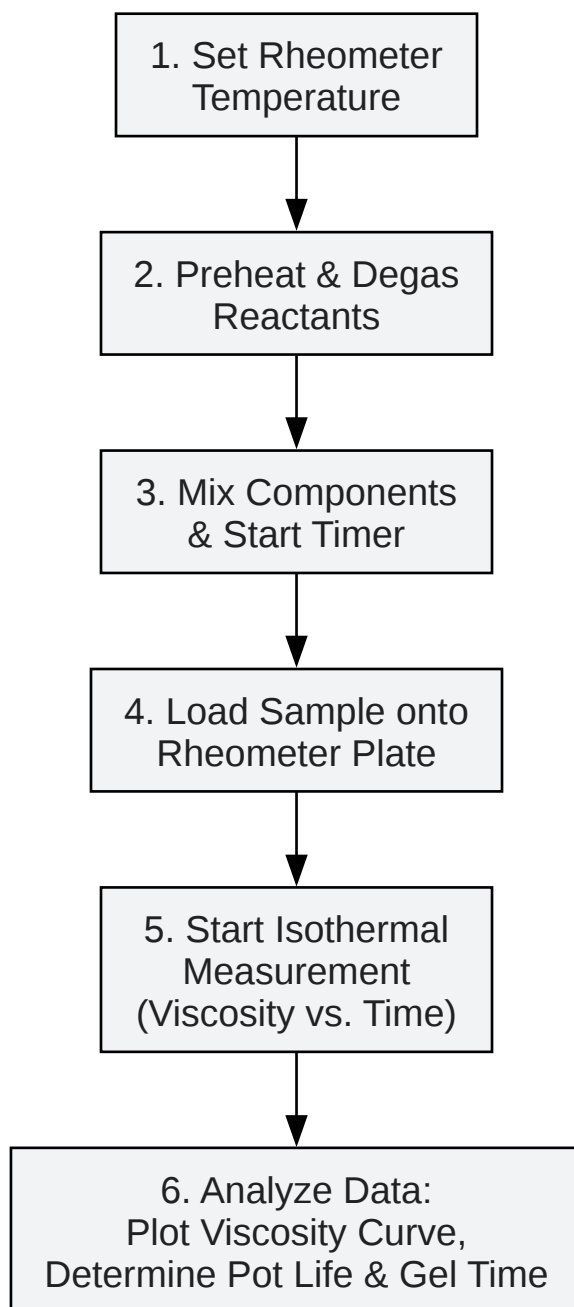 1. Set Rheometer
Temperature
2. Preheat & Degas
Reactants
3. Mix Components
& Start Timer
4. Load Sample onto
Rheometer Plate
5. Start Isothermal
Measurement
(Viscosity vs. Time)
6. Analyze Data:
Plot Viscosity Curve,
Determine Pot Life & Gel Time